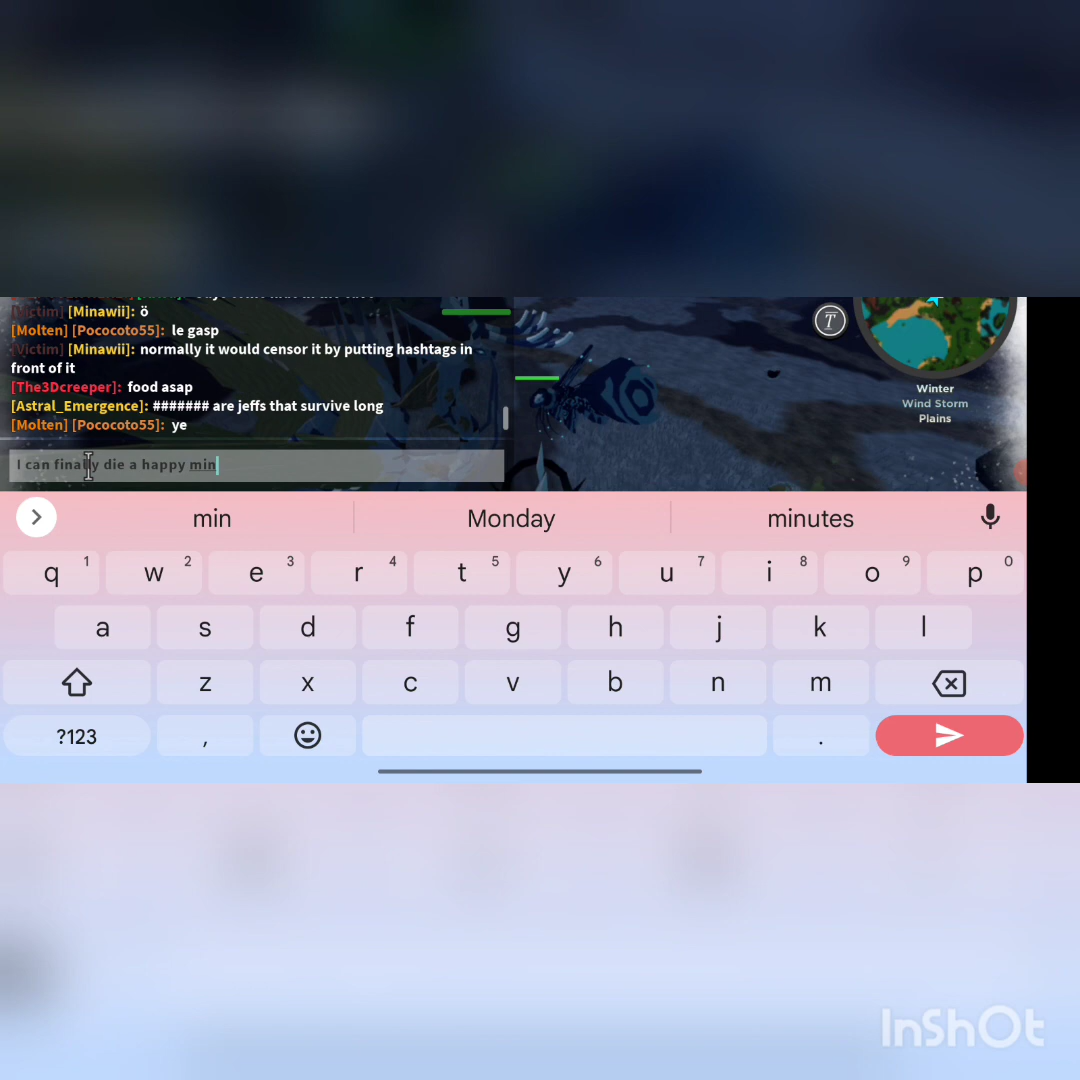 [Victim] [Minawii]: ö
[Molten] [Pococoto55]: le gasp
[Victim] [Minawii]: normally it would censor it by putting hashtags in
front of it
[The3Dcreeper]: food asap
[Astral_Emergence]: ####### are jeffs that survive long
[Molten] [Pococoto55]: ye
I can finally die a happy min
T
Winter
Wind Storm
Plains
min Monday minutes
q 1 w 2 e 3 r 4 t 5 y 6 u 7 i 8 o 9 p 0
a s d f g h j k l
z x c v b n m
?123 , .
InShOt